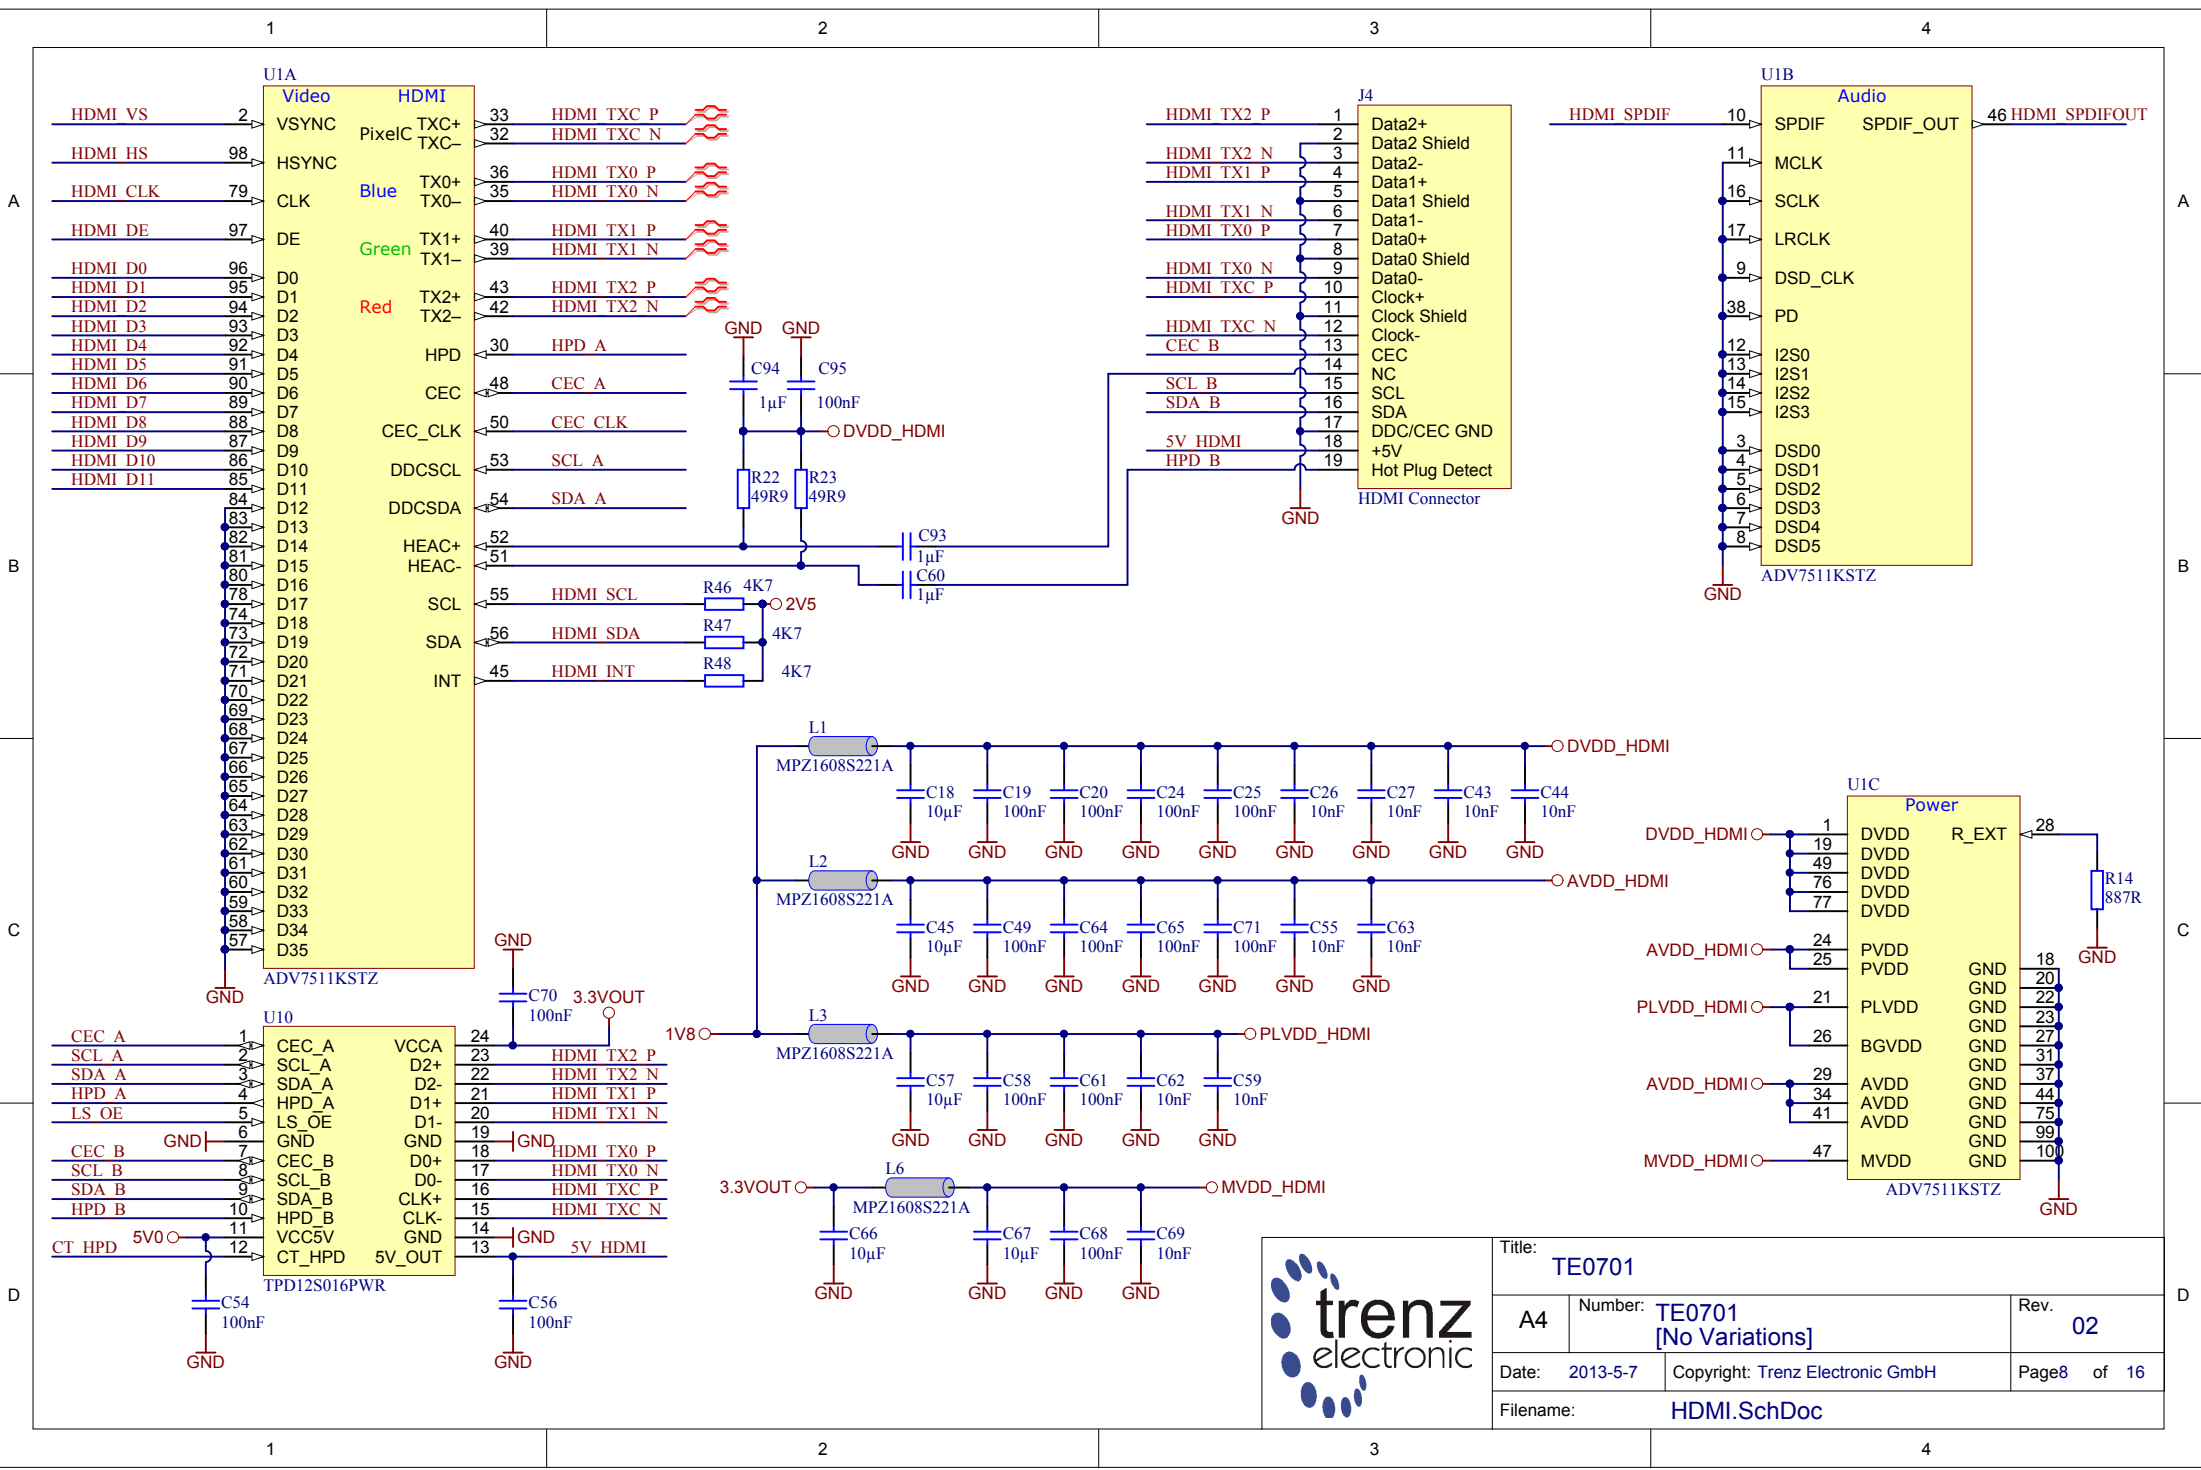 1 2 3 4
A
B
C
D
U1A
Video HDMI
HDMI_VS 2 VSYNC
HDMI_HS 98 HSYNC
HDMI_CLK 79 CLK
HDMI_DE 97 DE
HDMI_D0 96 D0
HDMI_D1 95 D1
HDMI_D2 94 D2
HDMI_D3 93 D3
HDMI_D4 92 D4
HDMI_D5 91 D5
HDMI_D6 90 D6
HDMI_D7 89 D7
HDMI_D8 88 D8
HDMI_D9 87 D9
HDMI_D10 86 D10
HDMI_D11 85 D11
84 D12
83 D13
82 D14
81 D15
80 D16
78 D17
74 D18
73 D19
72 D20
71 D21
70 D22
69 D23
68 D24
67 D25
66 D26
65 D27
64 D28
63 D29
62 D30
61 D31
60 D32
59 D33
58 D34
57 D35
GND
PixelC
TXC+ 33 HDMI_TXC_P
TXC– 32 HDMI_TXC_N
Blue
TX0+ 36 HDMI_TX0_P
TX0– 35 HDMI_TX0_N
Green
TX1+ 40 HDMI_TX1_P
TX1– 39 HDMI_TX1_N
Red
TX2+ 43 HDMI_TX2_P
TX2– 42 HDMI_TX2_N
HPD 30 HPD_A
CEC 48 CEC_A
CEC_CLK 50 CEC_CLK
DDCSCL 53 SCL_A
DDCSDA 54 SDA_A
HEAC+ 52
HEAC- 51
SCL 55 HDMI_SCL
SDA 56 HDMI_SDA
INT 45 HDMI_INT
ADV7511KSTZ
GND GND
C94 C95
1µF 100nF
DVDD_HDMI
R22 R23
49R9 49R9
C93
1µF
C60
1µF
R46 4K7
2V5
R47
4K7
R48
4K7
J4
HDMI_TX2_P 1 Data2+
2 Data2 Shield
HDMI_TX2_N 3 Data2-
HDMI_TX1_P 4 Data1+
5 Data1 Shield
HDMI_TX1_N 6 Data1-
HDMI_TX0_P 7 Data0+
8 Data0 Shield
HDMI_TX0_N 9 Data0-
HDMI_TXC_P 10 Clock+
11 Clock Shield
HDMI_TXC_N 12 Clock-
CEC_B 13 CEC
14 NC
SCL_B 15 SCL
SDA_B 16 SDA
17 DDC/CEC GND
5V_HDMI 18 +5V
HPD_B 19 Hot Plug Detect
HDMI Connector
GND
U1B
Audio
HDMI_SPDIF 10 SPDIF SPDIF_OUT 46 HDMI_SPDIFOUT
11 MCLK
16 SCLK
17 LRCLK
9 DSD_CLK
38 PD
12 I2S0
13 I2S1
14 I2S2
15 I2S3
3 DSD0
4 DSD1
5 DSD2
6 DSD3
7 DSD4
8 DSD5
ADV7511KSTZ
GND
L1
MPZ1608S221A
DVDD_HDMI
C18 C19 C20 C24 C25 C26 C27 C43 C44
10µF 100nF 100nF 100nF 100nF 10nF 10nF 10nF 10nF
GND GND GND GND GND GND GND GND GND
L2
MPZ1608S221A
AVDD_HDMI
C45 C49 C64 C65 C71 C55 C63
10µF 100nF 100nF 100nF 100nF 10nF 10nF
GND GND GND GND GND GND GND
1V8
L3
MPZ1608S221A
PLVDD_HDMI
C57 C58 C61 C62 C59
10µF 100nF 100nF 10nF 10nF
GND GND GND GND GND
3.3VOUT
L6
MPZ1608S221A
MVDD_HDMI
C66 C67 C68 C69
10µF 10µF 100nF 10nF
GND GND GND GND
U1C
Power
DVDD_HDMI 1 DVDD
19 DVDD
49 DVDD
76 DVDD
77 DVDD
AVDD_HDMI 24 PVDD
25 PVDD
PLVDD_HDMI 21 PLVDD
26 BGVDD
AVDD_HDMI 29 AVDD
34 AVDD
41 AVDD
MVDD_HDMI 47 MVDD
R_EXT 28
R14
887R
GND
GND 18
GND 20
GND 22
GND 23
GND 27
GND 31
GND 37
GND 44
GND 75
GND 99
GND 100
ADV7511KSTZ
GND
GND
C70
100nF
3.3VOUT
U10
CEC_A 1 CEC_A
SCL_A 2 SCL_A
SDA_A 3 SDA_A
HPD_A 4 HPD_A
LS_OE 5 LS_OE
GND 6 GND
CEC_B 7 CEC_B
SCL_B 8 SCL_B
SDA_B 9 SDA_B
HPD_B 10 HPD_B
5V0 11 VCC5V
CT_HPD 12 CT_HPD
VCCA 24
D2+ 23 HDMI_TX2_P
D2- 22 HDMI_TX2_N
D1+ 21 HDMI_TX1_P
D1- 20 HDMI_TX1_N
GND 19 GND
D0+ 18 HDMI_TX0_P
D0- 17 HDMI_TX0_N
CLK+ 16 HDMI_TXC_P
CLK- 15 HDMI_TXC_N
GND 14 GND
5V_OUT 13 5V_HDMI
TPD12S016PWR
C54
100nF
GND
C56
100nF
GND
trenz
electronic
Title:
TE0701
A4 Number: TE0701
[No Variations]
Rev.
02
Date: 2013-5-7 Copyright: Trenz Electronic GmbH Page8 of 16
Filename: HDMI.SchDoc
A
B
C
D
1 2 3 4